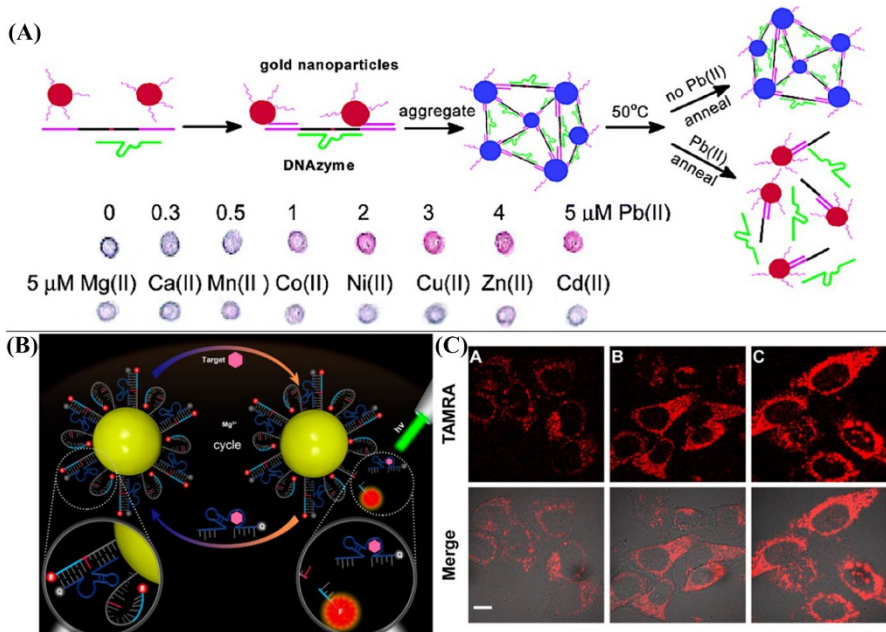 (A)
gold nanoparticles
DNAzyme
aggregate
50°C
no Pb(II)
anneal
Pb(II)
anneal
0 0.3 0.5 1 2 3 4 5 μM Pb(II)
5 μM Mg(II) Ca(II) Mn(II ) Co(II) Ni(II) Cu(II) Zn(II) Cd(II)
(B)
Target
Mg²⁺
cycle
hv
Q
F
(C)
A B C
TAMRA
Merge